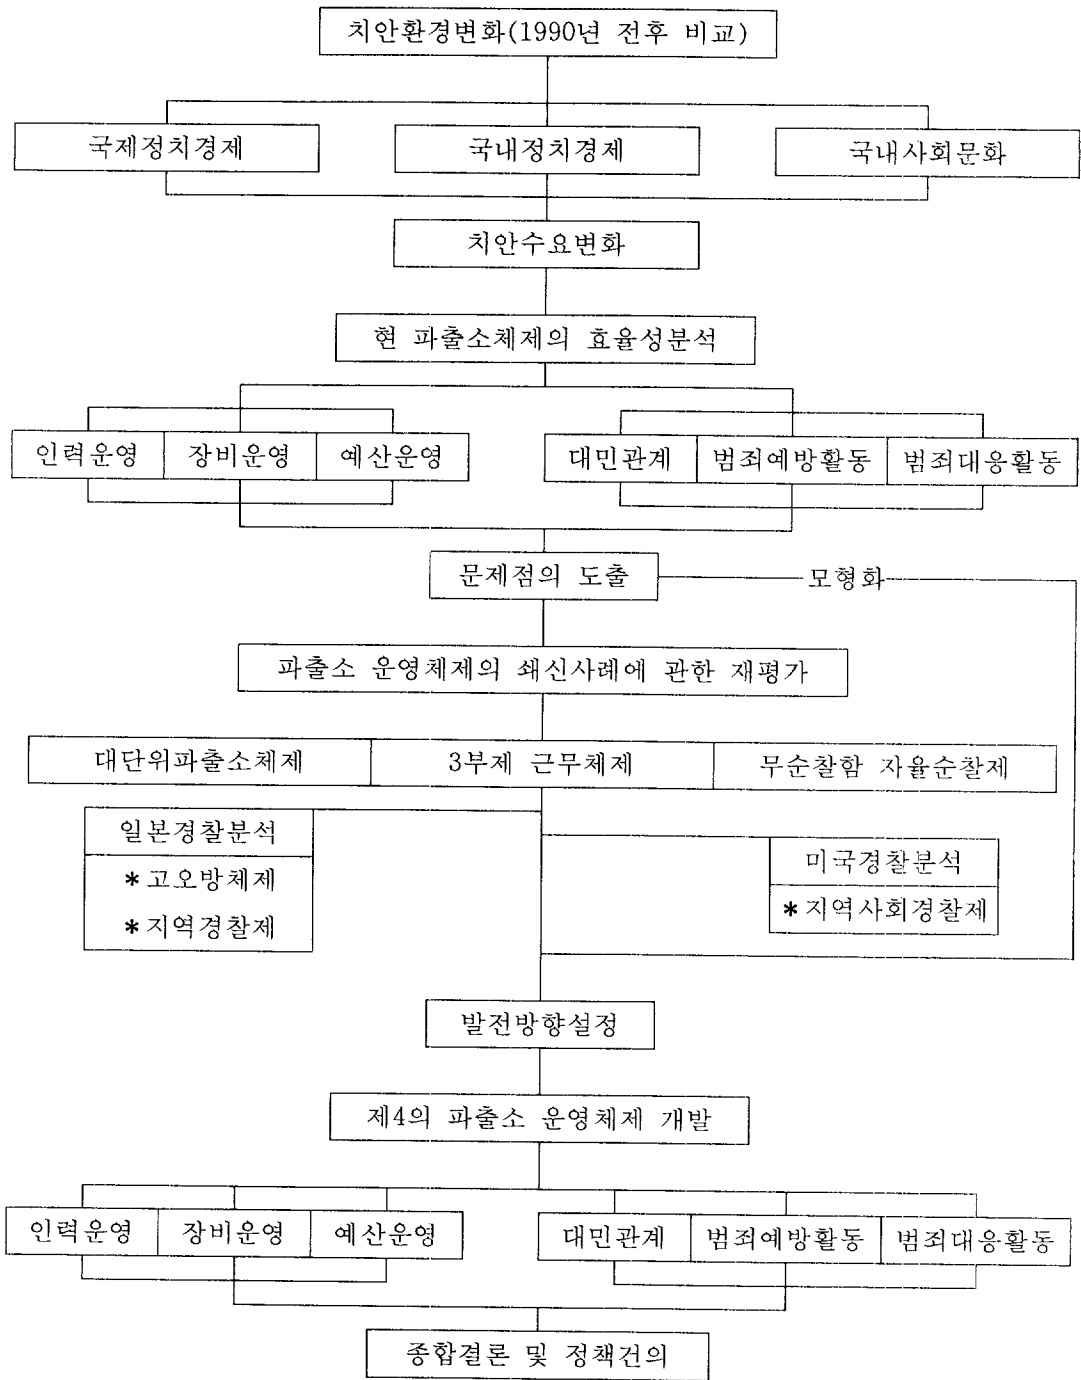 치안환경변화(1990년 전후 비교)
국제정치경제 국내정치경제 국내사회문화
치안수요변화
현 파출소체제의 효율성분석
인력운영 장비운영 예산운영 대민관계 범죄예방활동 범죄대응활동
문제점의 도출 모형화
파출소 운영체제의 쇄신사례에 관한 재평가
대단위파출소체제 3부제 근무체제 무순찰함 자율순찰제
일본경찰분석
*고오방체제
*지역경찰제
미국경찰분석
*지역사회경찰제
발전방향설정
제4의 파출소 운영체제 개발
인력운영 장비운영 예산운영 대민관계 범죄예방활동 범죄대응활동
종합결론 및 정책건의